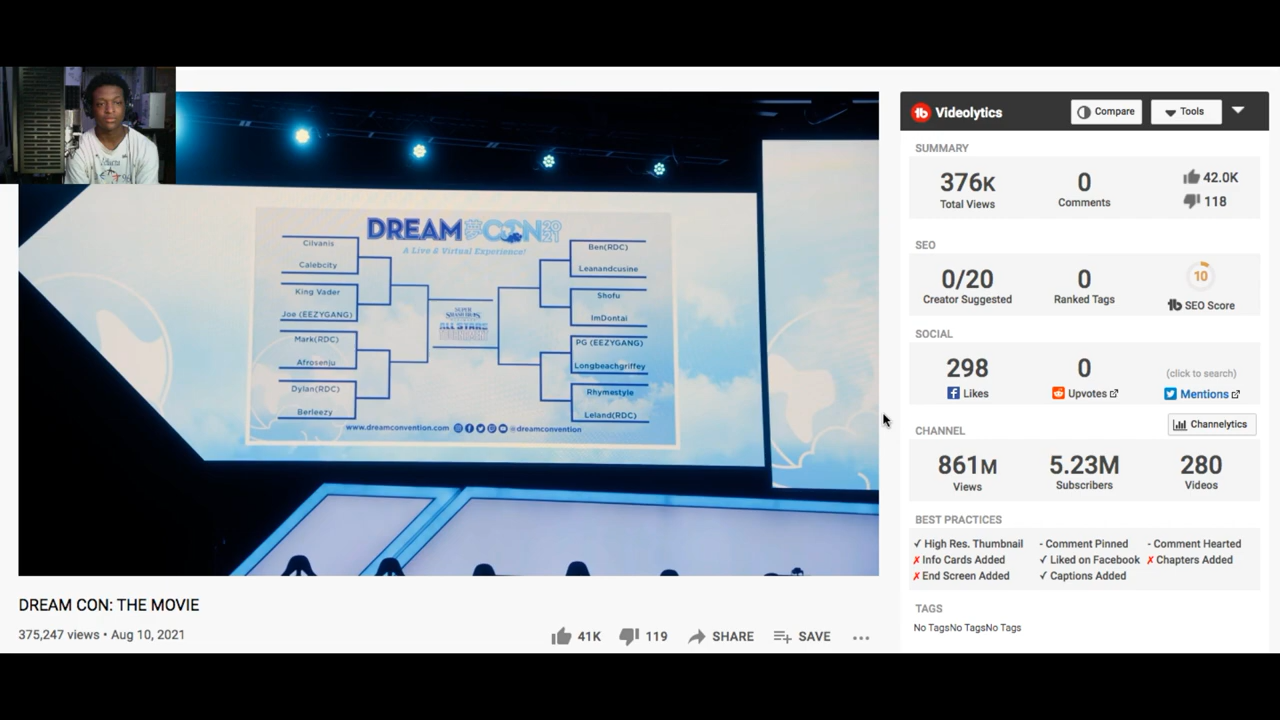 DREAM CON 2021
A Live & Virtual Experience!
Cilvanis
Calebcity
King Vader
Joe (EEZYGANG)
Mark(RDC)
Afrosenju
Dylan(RDC)
Berleezy
Ben(RDC)
Leanandcusine
Shofu
ImDontai
PG (EEZYGANG)
Longbeachgriffey
Rhymestyle
Leland(RDC)
ALL STARS
www.dreamconvention.com @dreamconvention
DREAM CON: THE MOVIE
375,247 views • Aug 10, 2021
41K 119 SHARE SAVE ...
tb Videolytics Compare Tools
SUMMARY
376K 0 42.0K
Total Views Comments 118
SEO
0/20 0 10
Creator Suggested Ranked Tags tb SEO Score
SOCIAL
298 0 (click to search)
Likes Upvotes Mentions
CHANNEL Channelytics
861M 5.23M 280
Views Subscribers Videos
BEST PRACTICES
✓ High Res. Thumbnail - Comment Pinned - Comment Hearted
✗ Info Cards Added ✓ Liked on Facebook ✗ Chapters Added
✗ End Screen Added ✓ Captions Added
TAGS
No TagsNo TagsNo Tags